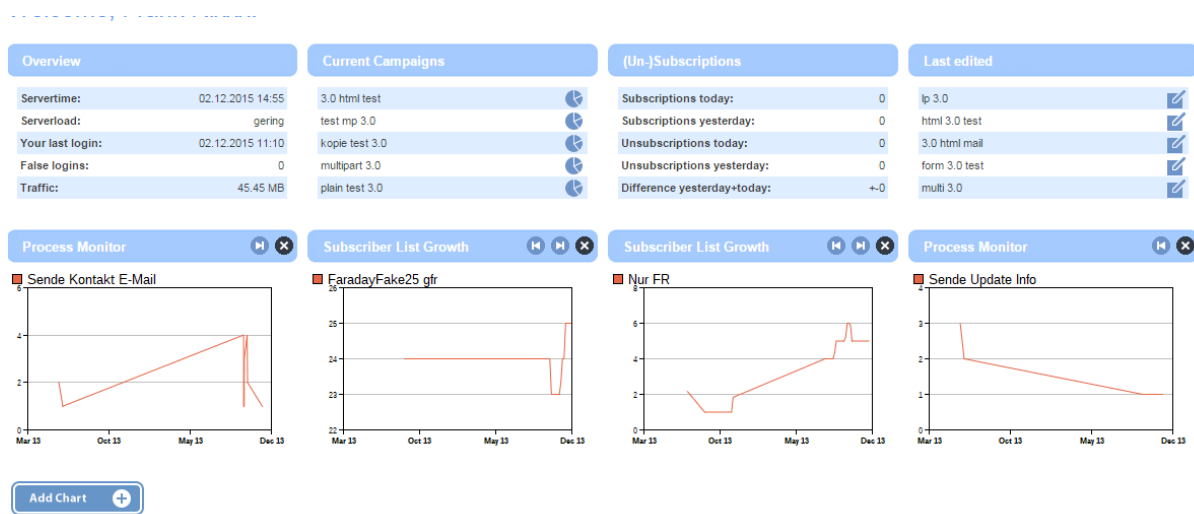 Overview
Servertime: 02.12.2015 14:55
Serverload: gering
Your last login: 02.12.2015 11:10
False logins: 0
Traffic: 45.45 MB
Current Campaigns
3.0 html test
test mp 3.0
kopie test 3.0
multipart 3.0
plain test 3.0
(Un-)Subscriptions
Subscriptions today: 0
Subscriptions yesterday: 0
Unsubscriptions today: 0
Unsubscriptions yesterday: 0
Difference yesterday+today: +-0
Last edited
lp 3.0
html 3.0 test
3.0 html mail
form 3.0 test
multi 3.0
Process Monitor
Sende Kontakt E-Mail
6
4
2
0
Mar 13 Oct 13 May 13 Dec 13
Subscriber List Growth
FaradayFake25 gfr
26
25
24
23
22
Mar 13 Oct 13 May 13 Dec 13
Subscriber List Growth
Nur FR
8
6
4
2
0
Mar 13 Oct 13 May 13 Dec 13
Process Monitor
Sende Update Info
4
3
2
1
0
Mar 13 Oct 13 May 13 Dec 13
Add Chart